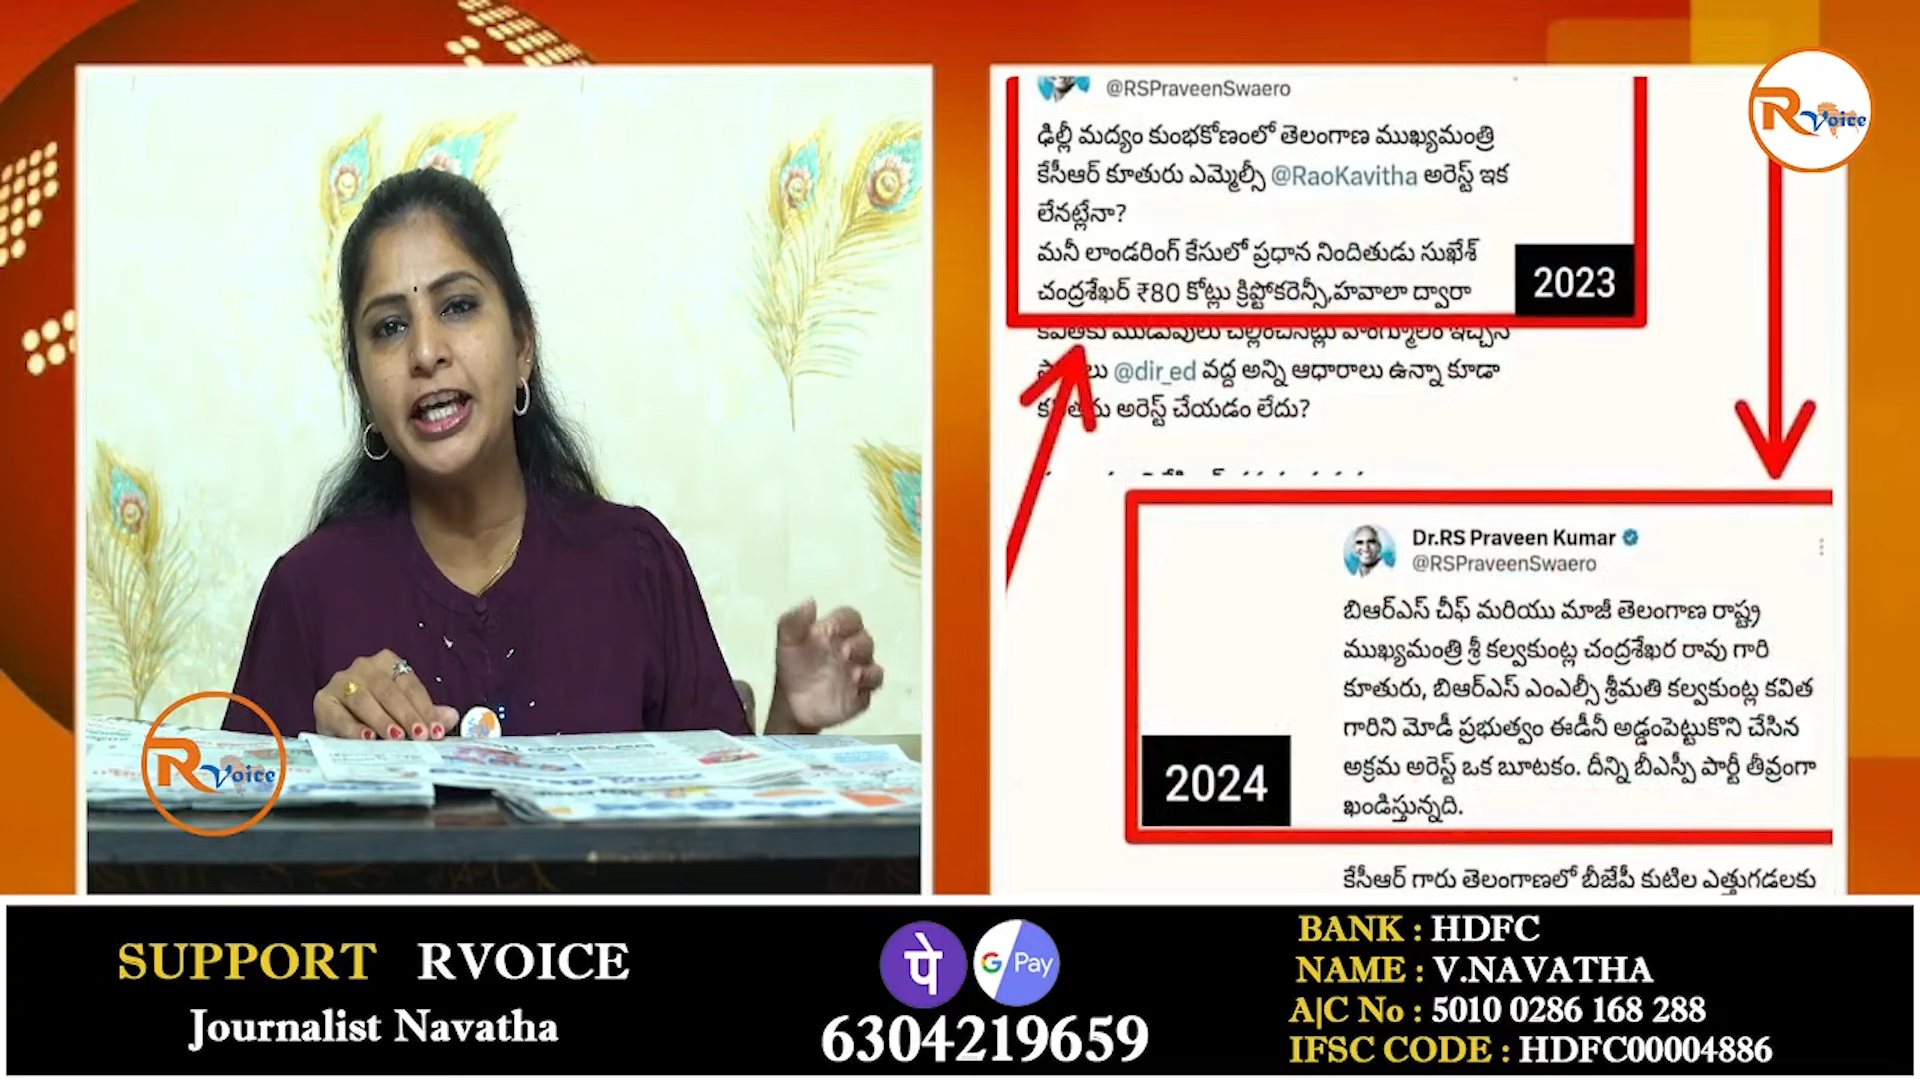 @RSPraveenSwaero
ఢిల్లీ మద్యం కుంభకోణంలో తెలంగాణ ముఖ్యమంత్రి
కేసీఆర్ కూతురు ఎమ్మెల్సీ @RaoKavitha అరెస్ట్ ఇక
లేనట్లేనా?
మనీ లాండరింగ్ కేసులో ప్రధాన నిందితుడు సుఖేశ్
చంద్రశేఖర్ ₹80 కోట్లు క్రిప్టోకరెన్సీ,హవాలా ద్వారా
2023
కవితకు ముడుపులు చెల్లించినట్లు వాంగ్మూలం ఇచ్చిన
@dir_ed వద్ద అన్ని ఆధారాలు ఉన్నా కూడా
అరెస్ట్ చేయడం లేదు?
RVoice
Dr.RS Praveen Kumar
@RSPraveenSwaero
బిఆర్ఎస్ చీఫ్ మరియు మాజీ తెలంగాణ రాష్ట్ర
ముఖ్యమంత్రి శ్రీ కల్వకుంట్ల చంద్రశేఖర రావు గారి
కూతురు, బిఆర్ఎస్ ఎంఎల్సీ శ్రీమతి కల్వకుంట్ల కవిత
గారిని మోడీ ప్రభుత్వం ఈడీనీ అడ్డంపెట్టుకొని చేసిన
అక్రమ అరెస్ట్ ఒక బూటకం. దీన్ని బీఎస్పీ పార్టీ తీవ్రంగా
ఖండిస్తున్నది.
2024
కేసీఆర్ గారు తెలంగాణలో బీజేపీ కుటిల ఎత్తుగడలకు
RVoice
SUPPORT RVOICE
Journalist Navatha
पे
G Pay
6304219659
BANK : HDFC
NAME : V.NAVATHA
A|C No : 5010 0286 168 288
IFSC CODE : HDFC00004886